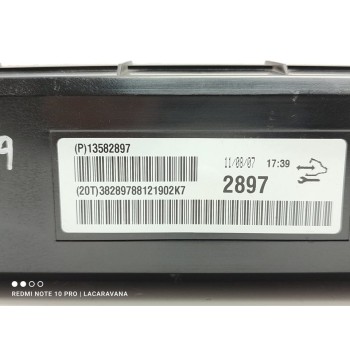 (P)13582897
11/08/07 17:39
(20T)38289788121902K7
2897
REDMI NOTE 10 PRO | LACARAVANA